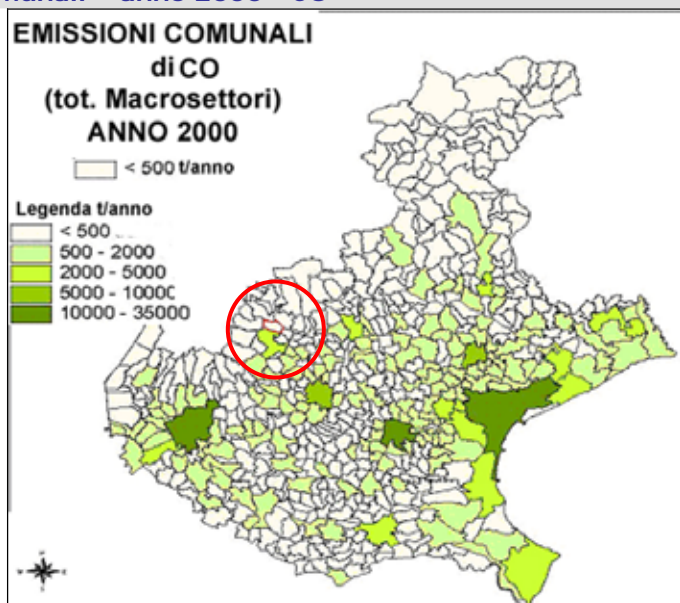 EMISSIONI COMUNALI
di CO
(tot. Macrosettori)
ANNO 2000
< 500 t/anno
Legenda t/anno
< 500
500 - 2000
2000 - 5000
5000 - 10000
10000 - 35000